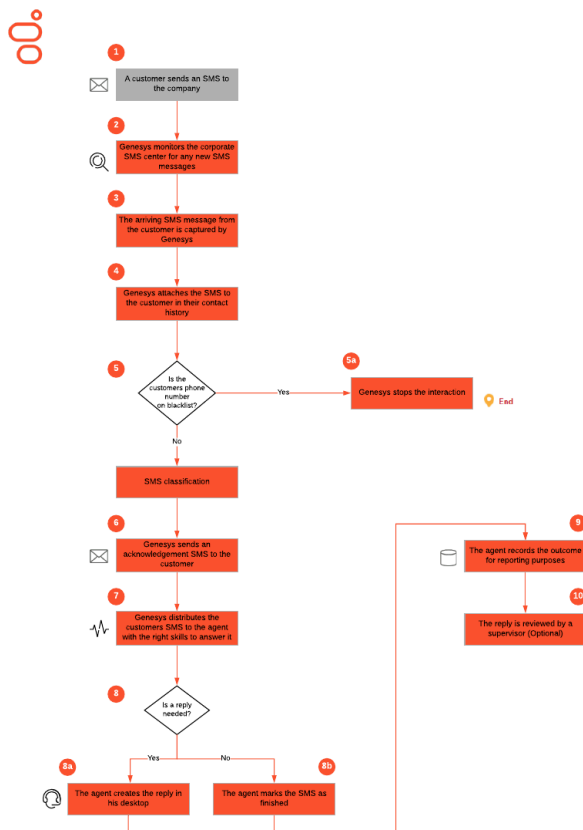 1
A customer sends an SMS to
the company
2
Genesys monitors the corporate
SMS center for any new SMS
messages
3
The arriving SMS message from
the customer is captured by
Genesys
4
Genesys attaches the SMS to
the customer in their contact
history
5
Is the
customers phone
number
on blacklist?
Yes
5a
Genesys stops the interaction
End
No
SMS classification
6
Genesys sends an
acknowledgement SMS to the
customer
7
Genesys distributes the
customers SMS to the agent
with the right skills to answer it
8
Is a reply
needed?
Yes
No
8a
The agent creates the reply in
his desktop
8b
The agent marks the SMS as
finished
9
The agent records the outcome
for reporting purposes
10
The reply is reviewed by a
supervisor (Optional)